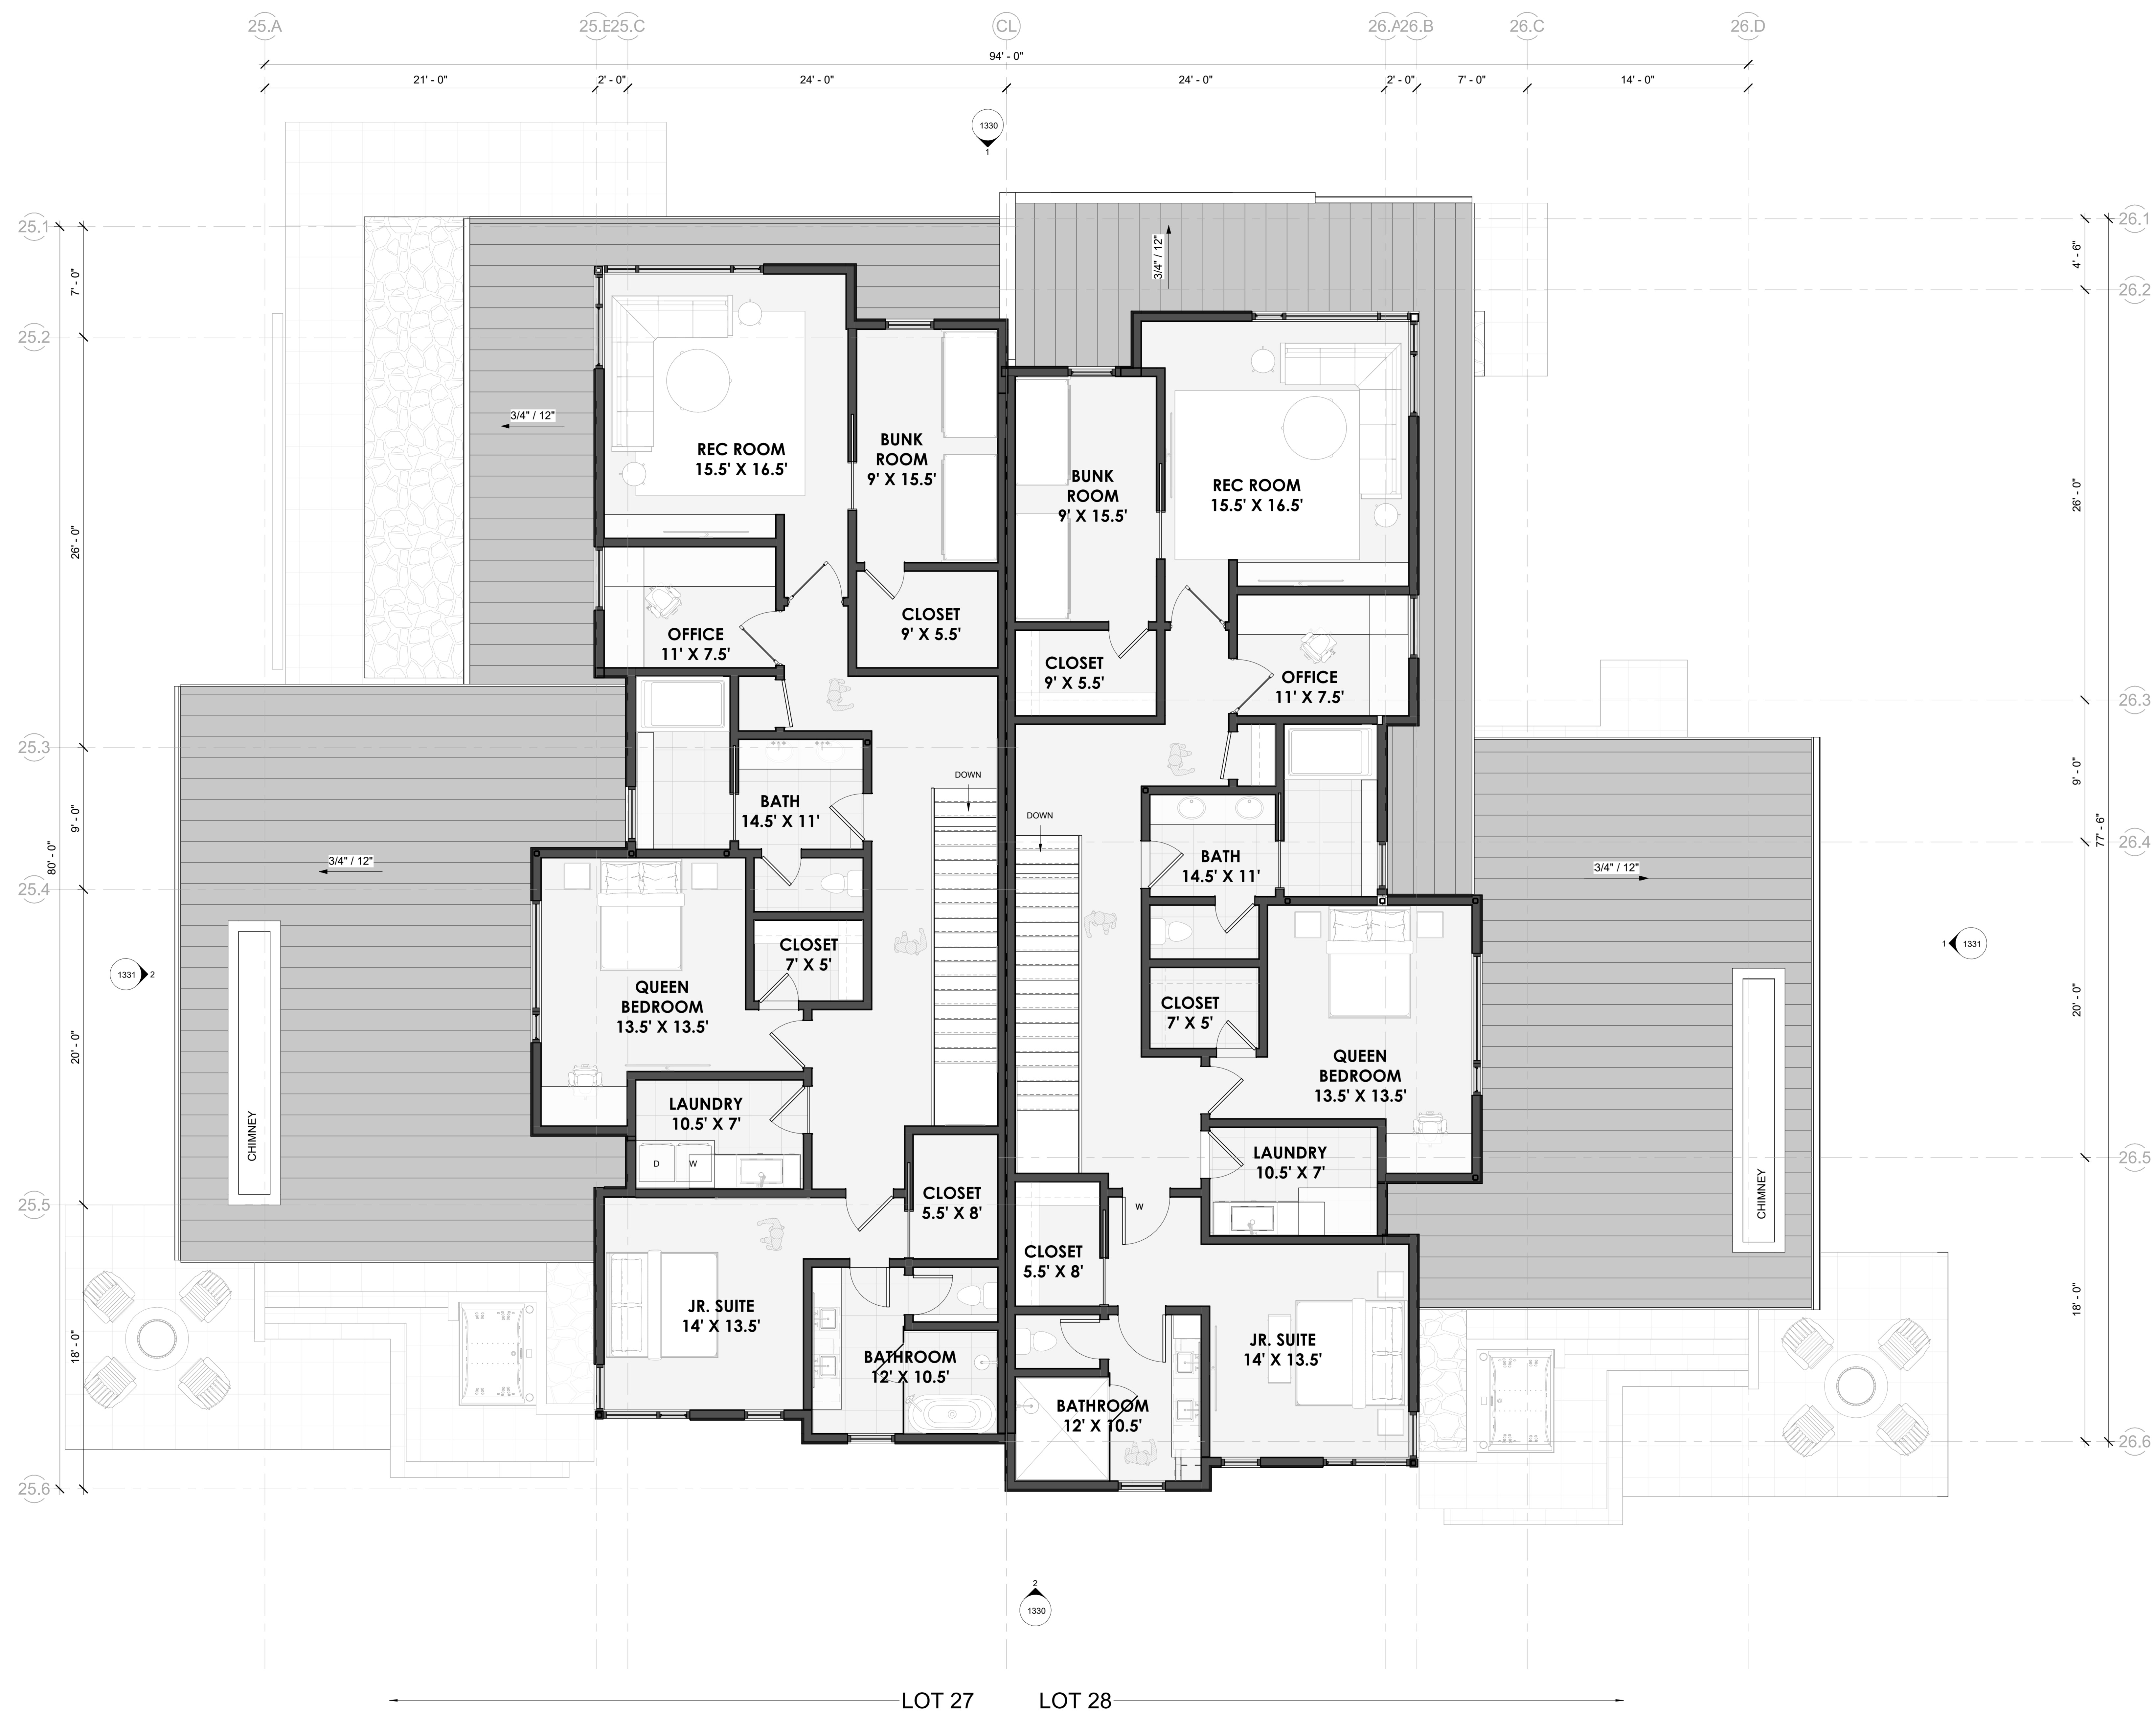 25.A
25.E
25.C
CL
26.A
26.B
26.C
26.D
94' - 0"
21' - 0"
2' - 0"
24' - 0"
24' - 0"
2' - 0"
7' - 0"
14' - 0"
1330
1
25.1
26.1
7' - 0"
4' - 6"
3/4" / 12"
26.2
25.2
3/4" / 12"
REC ROOM
15.5' X 16.5'
BUNK
ROOM
9' X 15.5'
BUNK
ROOM
9' X 15.5'
REC ROOM
15.5' X 16.5'
26' - 0"
26' - 0"
OFFICE
11' X 7.5'
CLOSET
9' X 5.5'
CLOSET
9' X 5.5'
OFFICE
11' X 7.5'
26.3
25.3
DOWN
DOWN
BATH
14.5' X 11'
BATH
14.5' X 11'
9' - 0"
9' - 0"
80' - 0"
77' - 6"
26.4
3/4" / 12"
3/4" / 12"
25.4
CLOSET
7' X 5'
CLOSET
7' X 5'
1331
2
1
1331
QUEEN
BEDROOM
13.5' X 13.5'
QUEEN
BEDROOM
13.5' X 13.5'
20' - 0"
20' - 0"
CHIMNEY
CHIMNEY
LAUNDRY
10.5' X 7'
D
W
LAUNDRY
10.5' X 7'
26.5
25.5
CLOSET
5.5' X 8'
W
CLOSET
5.5' X 8'
JR. SUITE
14' X 13.5'
JR. SUITE
14' X 13.5'
18' - 0"
18' - 0"
BATHROOM
12' X 10.5'
BATHROOM
12' X 10.5'
26.6
25.6
2
1330
LOT 27
LOT 28